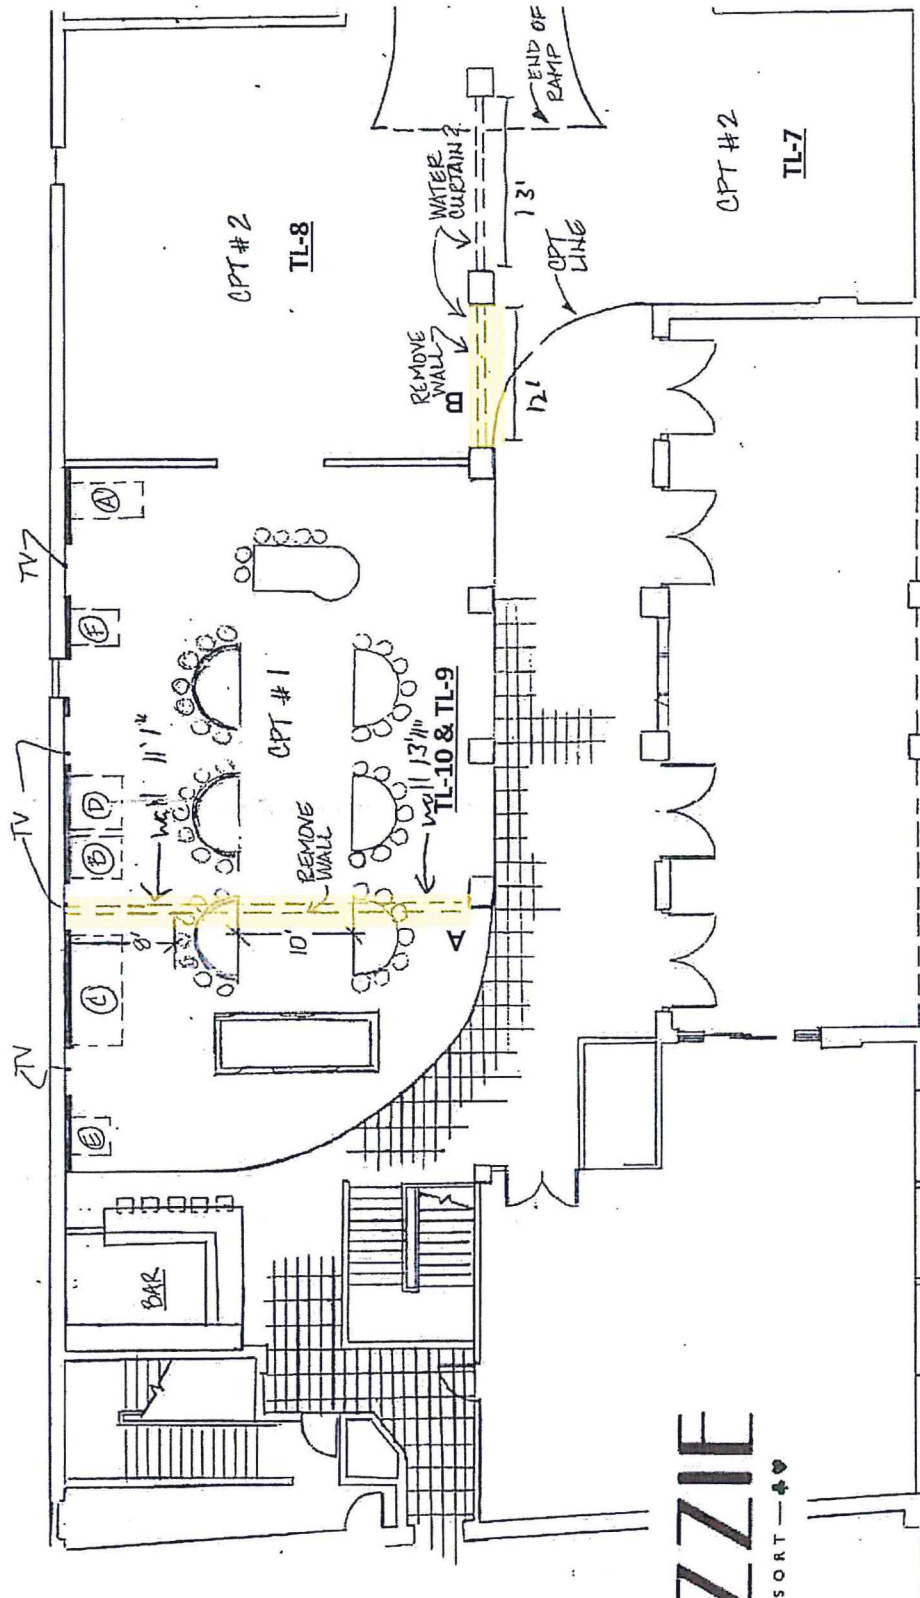 CPT #2
TL-8
END OF
RAMP
WATER
CURTAIN?
13'
CPT #2
TL-7
CPT
LINE
REMOVE
WALL
B
12'
TV
A
F
TV
D
B
wall 11'1"
CPT #1
TL-10 & TL-9
wall 13'11"
REMOVE
WALL
A
8'
10'
C
TV
E
BAR
ZZIE
SORT